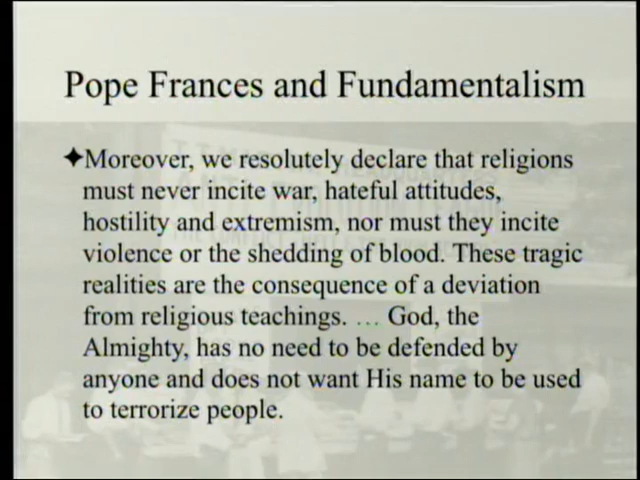 Pope Frances and Fundamentalism
✦Moreover, we resolutely declare that religions
must never incite war, hateful attitudes,
hostility and extremism, nor must they incite
violence or the shedding of blood. These tragic
realities are the consequence of a deviation
from religious teachings. … God, the
Almighty, has no need to be defended by
anyone and does not want His name to be used
to terrorize people.